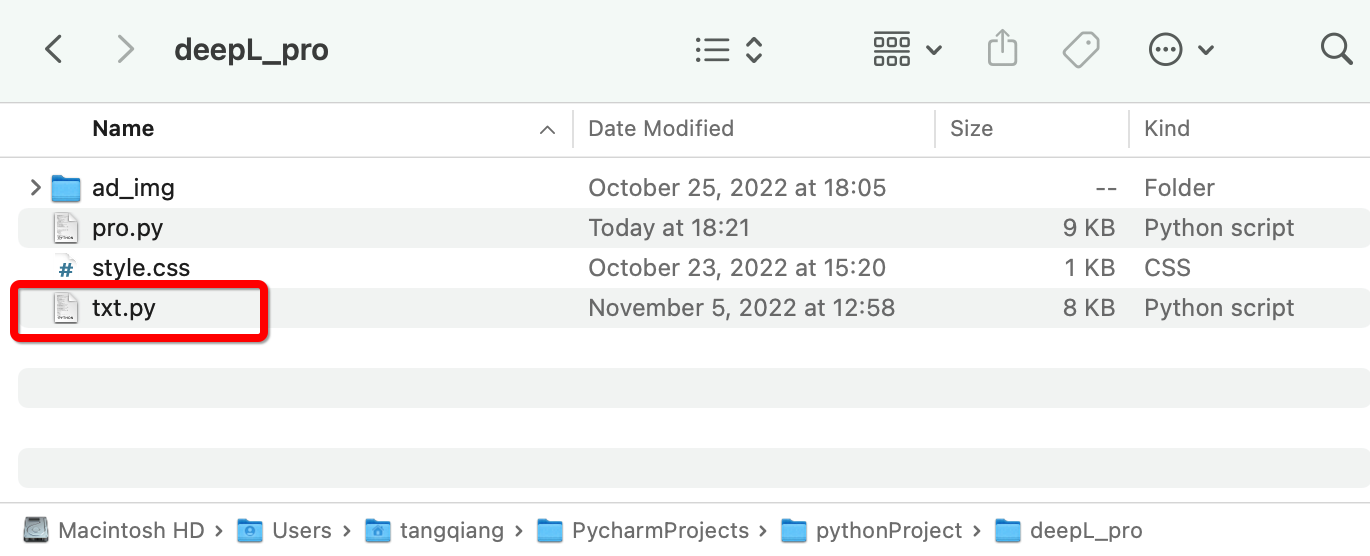 deepL_pro
Name Date Modified Size Kind
ad_img October 25, 2022 at 18:05 -- Folder
pro.py Today at 18:21 9 KB Python script
# style.css October 23, 2022 at 15:20 1 KB CSS
txt.py November 5, 2022 at 12:58 8 KB Python script
Macintosh HD › Users › tangqiang › PycharmProjects › pythonProject › deepL_pro